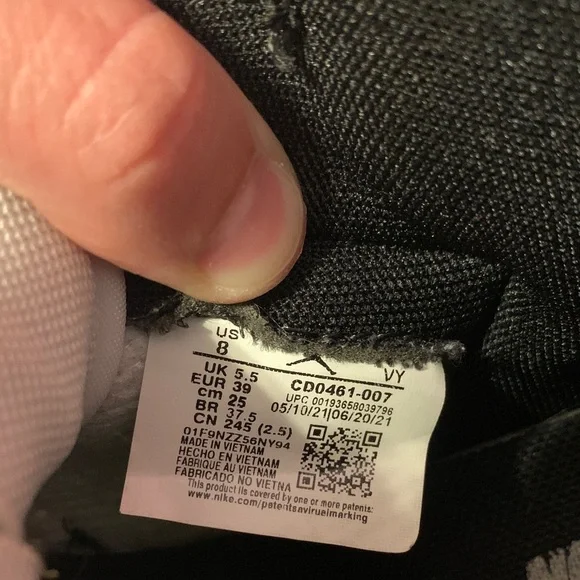 US
8
VY
UK 5.5
EUR 39
cm 25
BR 37.5
CN 245 (2.5)
CD0461-007
UPC 00193658039796
05/10/21|06/20/21
01F9NZZ56NY94
MADE IN VIETNAM
HECHO EN VIETNAM
FABRIQUE AU VIETNAM
FABRICADO NO VIETNA
This product is covered by one or more patents:
www.nike.com/patentsavirtualmarking